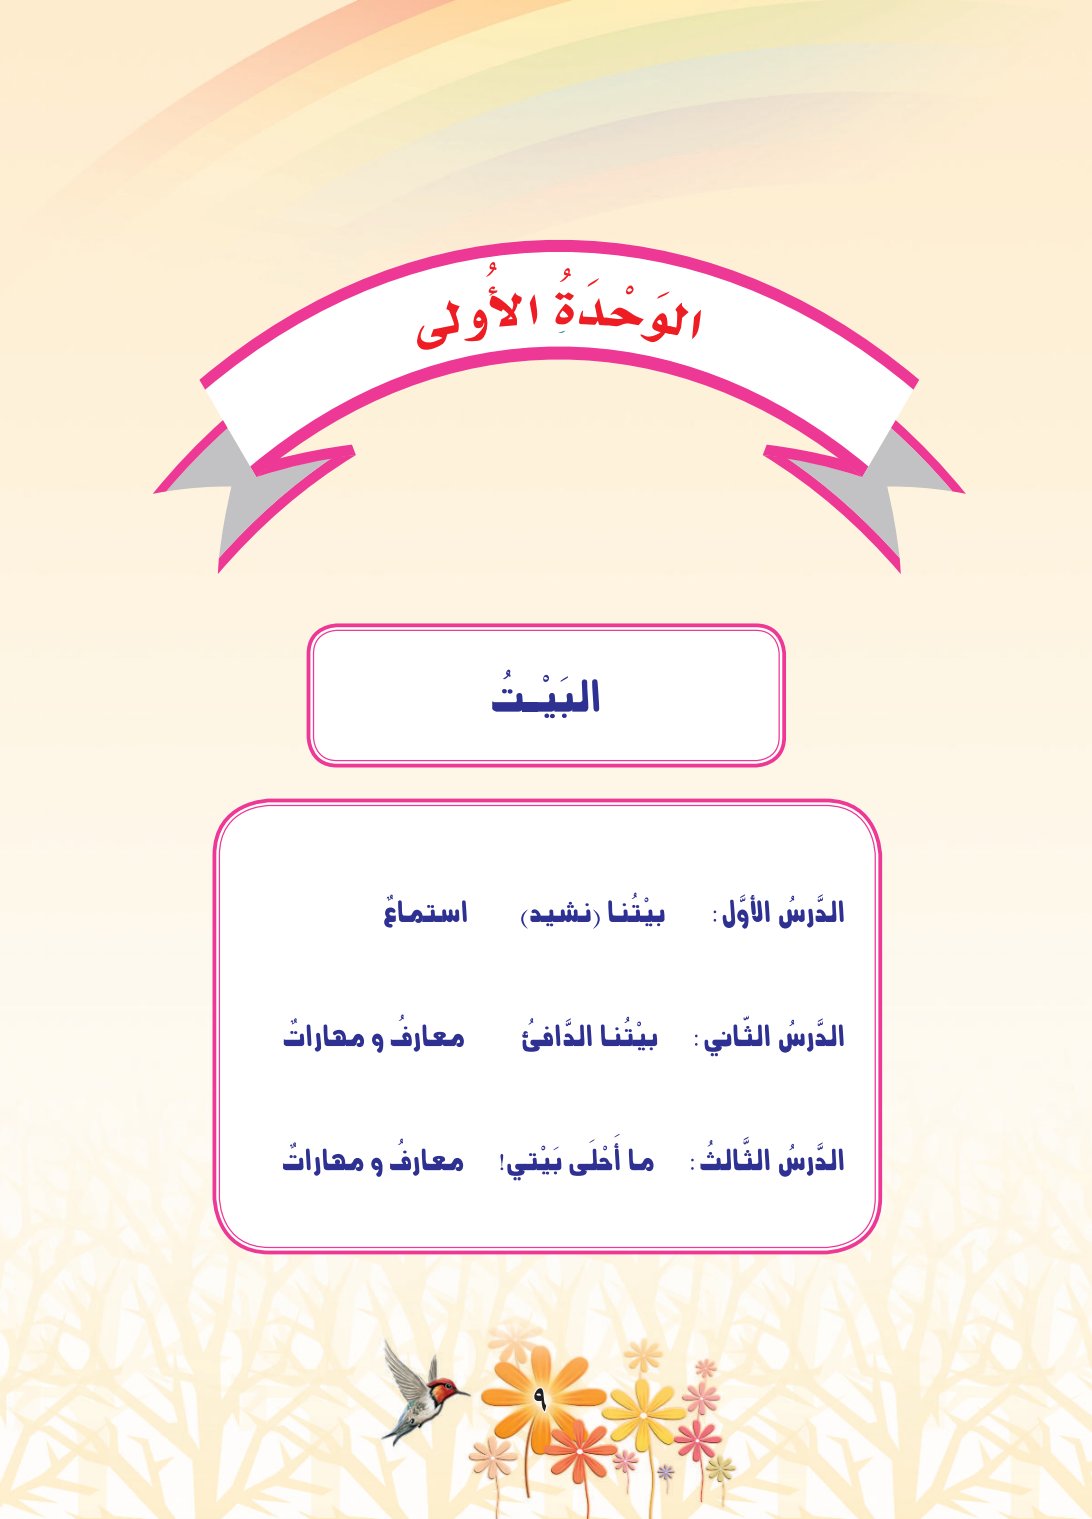 الوَحْدَةُ الأُولى
البَيْـتُ
الدَّرسُ الأوَّل: بيْتُنا (نشيد) استماعٌ
الدَّرسُ الثّاني: بيْتُنا الدَّافئُ معارفُ و مهاراتٌ
الدَّرسُ الثَّالثُ: ما أَحْلَى بَيْتي! معارفُ و مهاراتٌ
٩